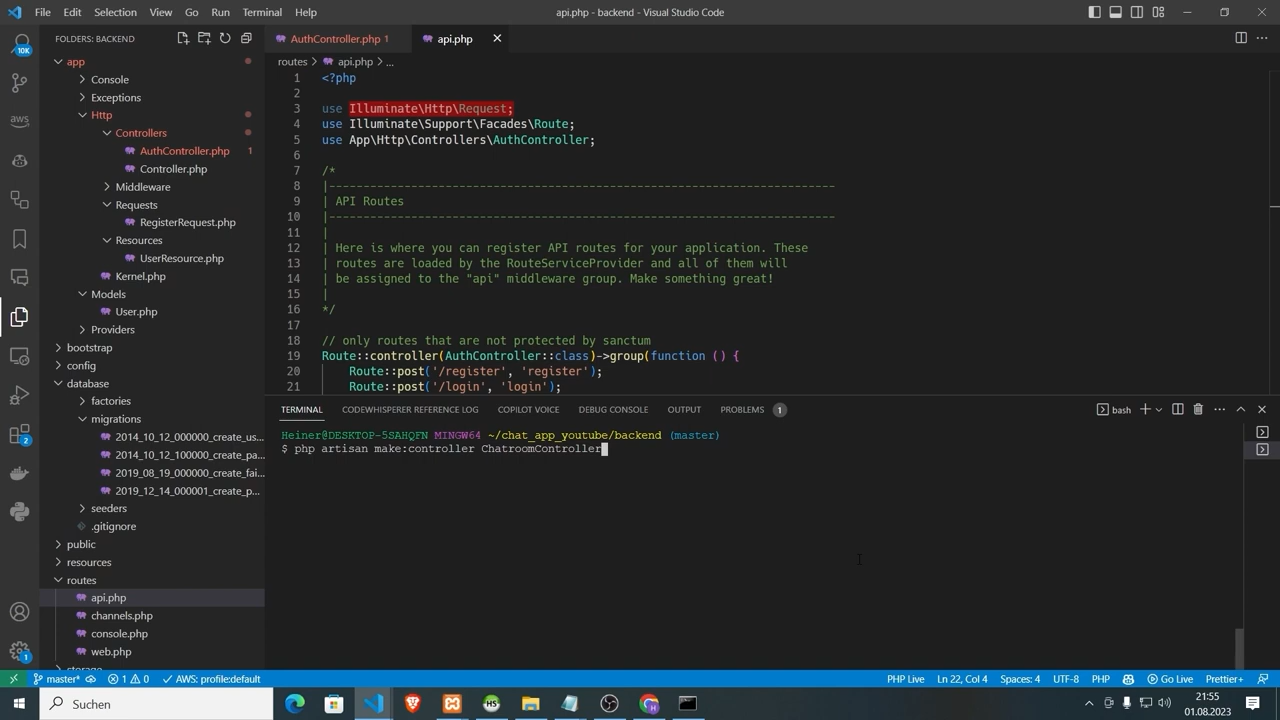 File Edit Selection View Go Run Terminal Help
api.php - backend - Visual Studio Code
10K
aws
2
1
FOLDERS: BACKEND
app
Console
Exceptions
Http
Controllers
AuthController.php 1
Controller.php
Middleware
Requests
RegisterRequest.php
Resources
UserResource.php
Kernel.php
Models
User.php
Providers
bootstrap
config
database
factories
migrations
2014_10_12_000000_create_us...
2014_10_12_100000_create_pa...
2019_08_19_000000_create_fai...
2019_12_14_000001_create_p...
seeders
.gitignore
public
resources
routes
api.php
channels.php
console.php
web.php
storage
AuthController.php 1
api.php
routes > api.php > ...
1 <?php
2
3 use Illuminate\Http\Request;
4 use Illuminate\Support\Facades\Route;
5 use App\Http\Controllers\AuthController;
6
7 /*
8 |--------------------------------------------------------------------------
9 | API Routes
10 |--------------------------------------------------------------------------
11 |
12 | Here is where you can register API routes for your application. These
13 | routes are loaded by the RouteServiceProvider and all of them will
14 | be assigned to the "api" middleware group. Make something great!
15 |
16 */
17
18 // only routes that are not protected by sanctum
19 Route::controller(AuthController::class)->group(function () {
20 Route::post('/register', 'register');
21 Route::post('/login', 'login');
TERMINAL CODEWHISPERER REFERENCE LOG COPILOT VOICE DEBUG CONSOLE OUTPUT PROBLEMS 1
bash
Heiner@DESKTOP-5SAHQFN MINGW64 ~/chat_app_youtube/backend (master)
$ php artisan make:controller ChatroomController
master* 1 0 AWS: profile:default
PHP Live Ln 22, Col 4 Spaces: 4 UTF-8 CRLF PHP Go Live Prettier+
Suchen
21:55
01.08.2023